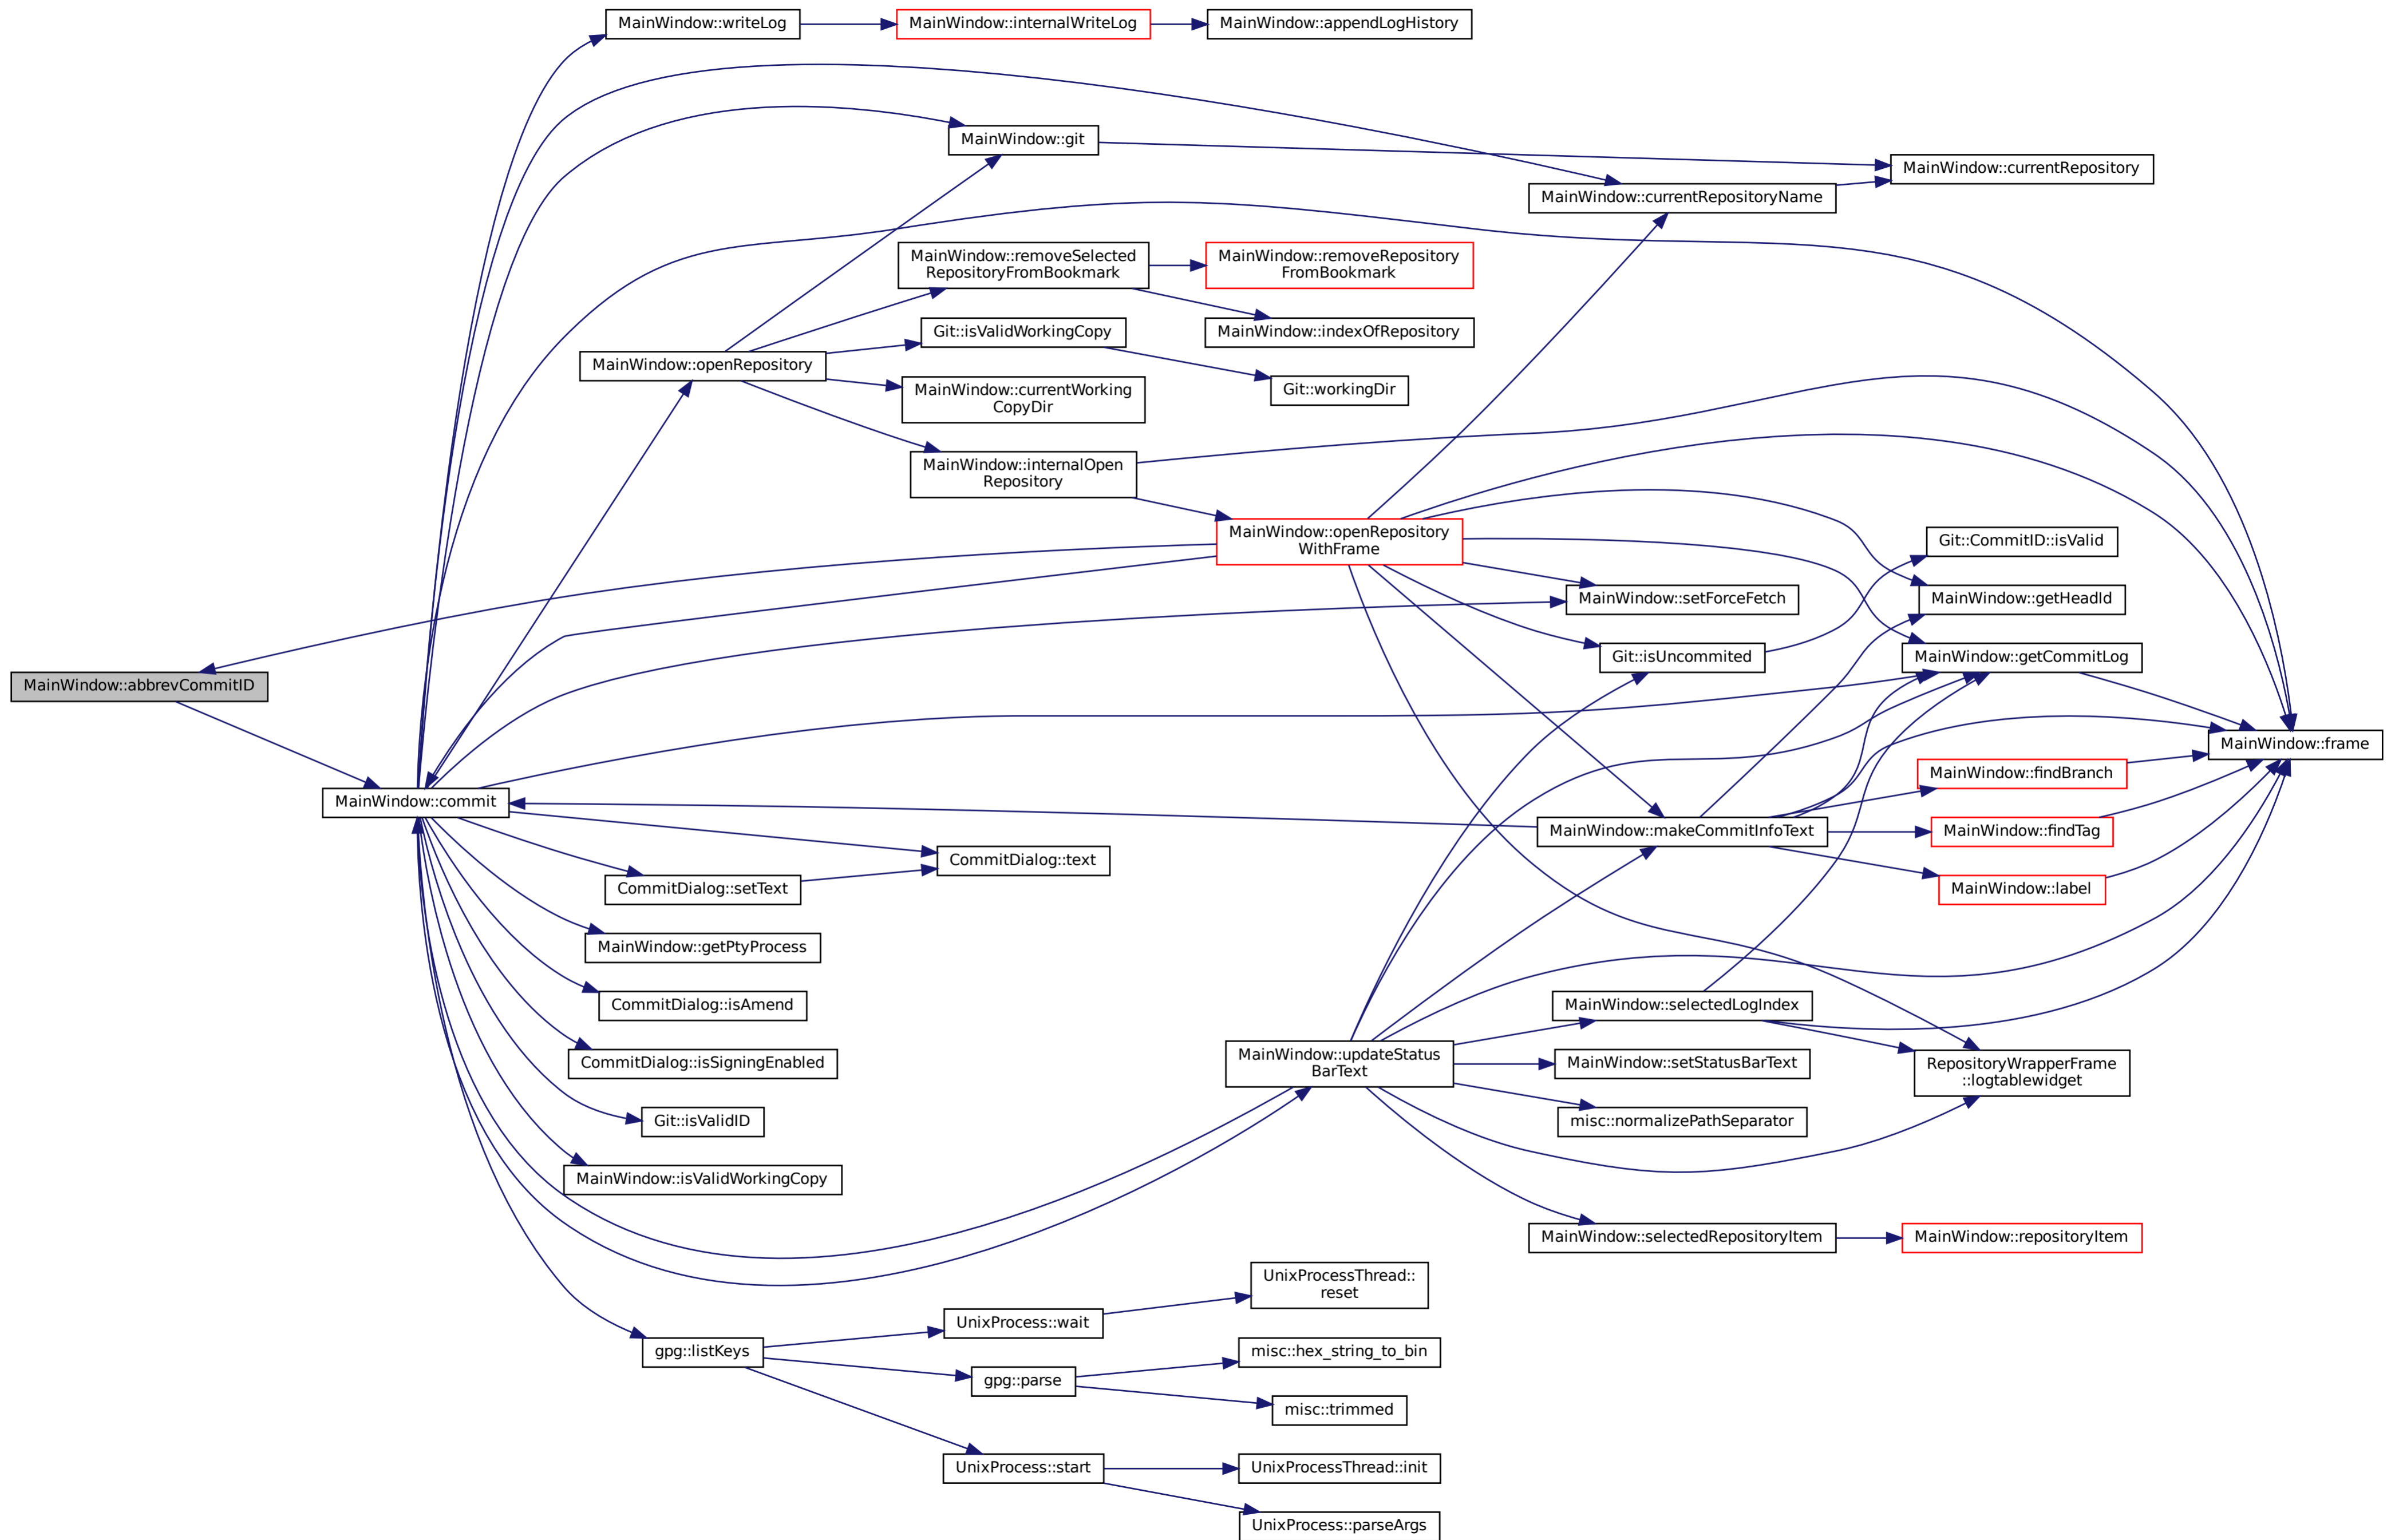 MainWindow::writeLog
MainWindow::internalWriteLog
MainWindow::appendLogHistory
MainWindow::git
MainWindow::currentRepository
MainWindow::currentRepositoryName
MainWindow::removeSelected
RepositoryFromBookmark
MainWindow::removeRepository
FromBookmark
Git::isValidWorkingCopy
MainWindow::indexOfRepository
MainWindow::openRepository
MainWindow::currentWorking
CopyDir
Git::workingDir
MainWindow::internalOpen
Repository
MainWindow::openRepository
WithFrame
Git::CommitID::isValid
MainWindow::setForceFetch
MainWindow::getHeadId
Git::isUncommited
MainWindow::getCommitLog
MainWindow::abbrevCommitID
MainWindow::frame
MainWindow::findBranch
MainWindow::commit
MainWindow::makeCommitInfoText
MainWindow::findTag
CommitDialog::text
CommitDialog::setText
MainWindow::label
MainWindow::getPtyProcess
CommitDialog::isAmend
MainWindow::selectedLogIndex
CommitDialog::isSigningEnabled
MainWindow::updateStatus
BarText
MainWindow::setStatusBarText
RepositoryWrapperFrame
::logtablewidget
Git::isValidID
misc::normalizePathSeparator
MainWindow::isValidWorkingCopy
MainWindow::selectedRepositoryItem
MainWindow::repositoryItem
UnixProcessThread::
reset
UnixProcess::wait
gpg::listKeys
misc::hex_string_to_bin
gpg::parse
misc::trimmed
UnixProcess::start
UnixProcessThread::init
UnixProcess::parseArgs